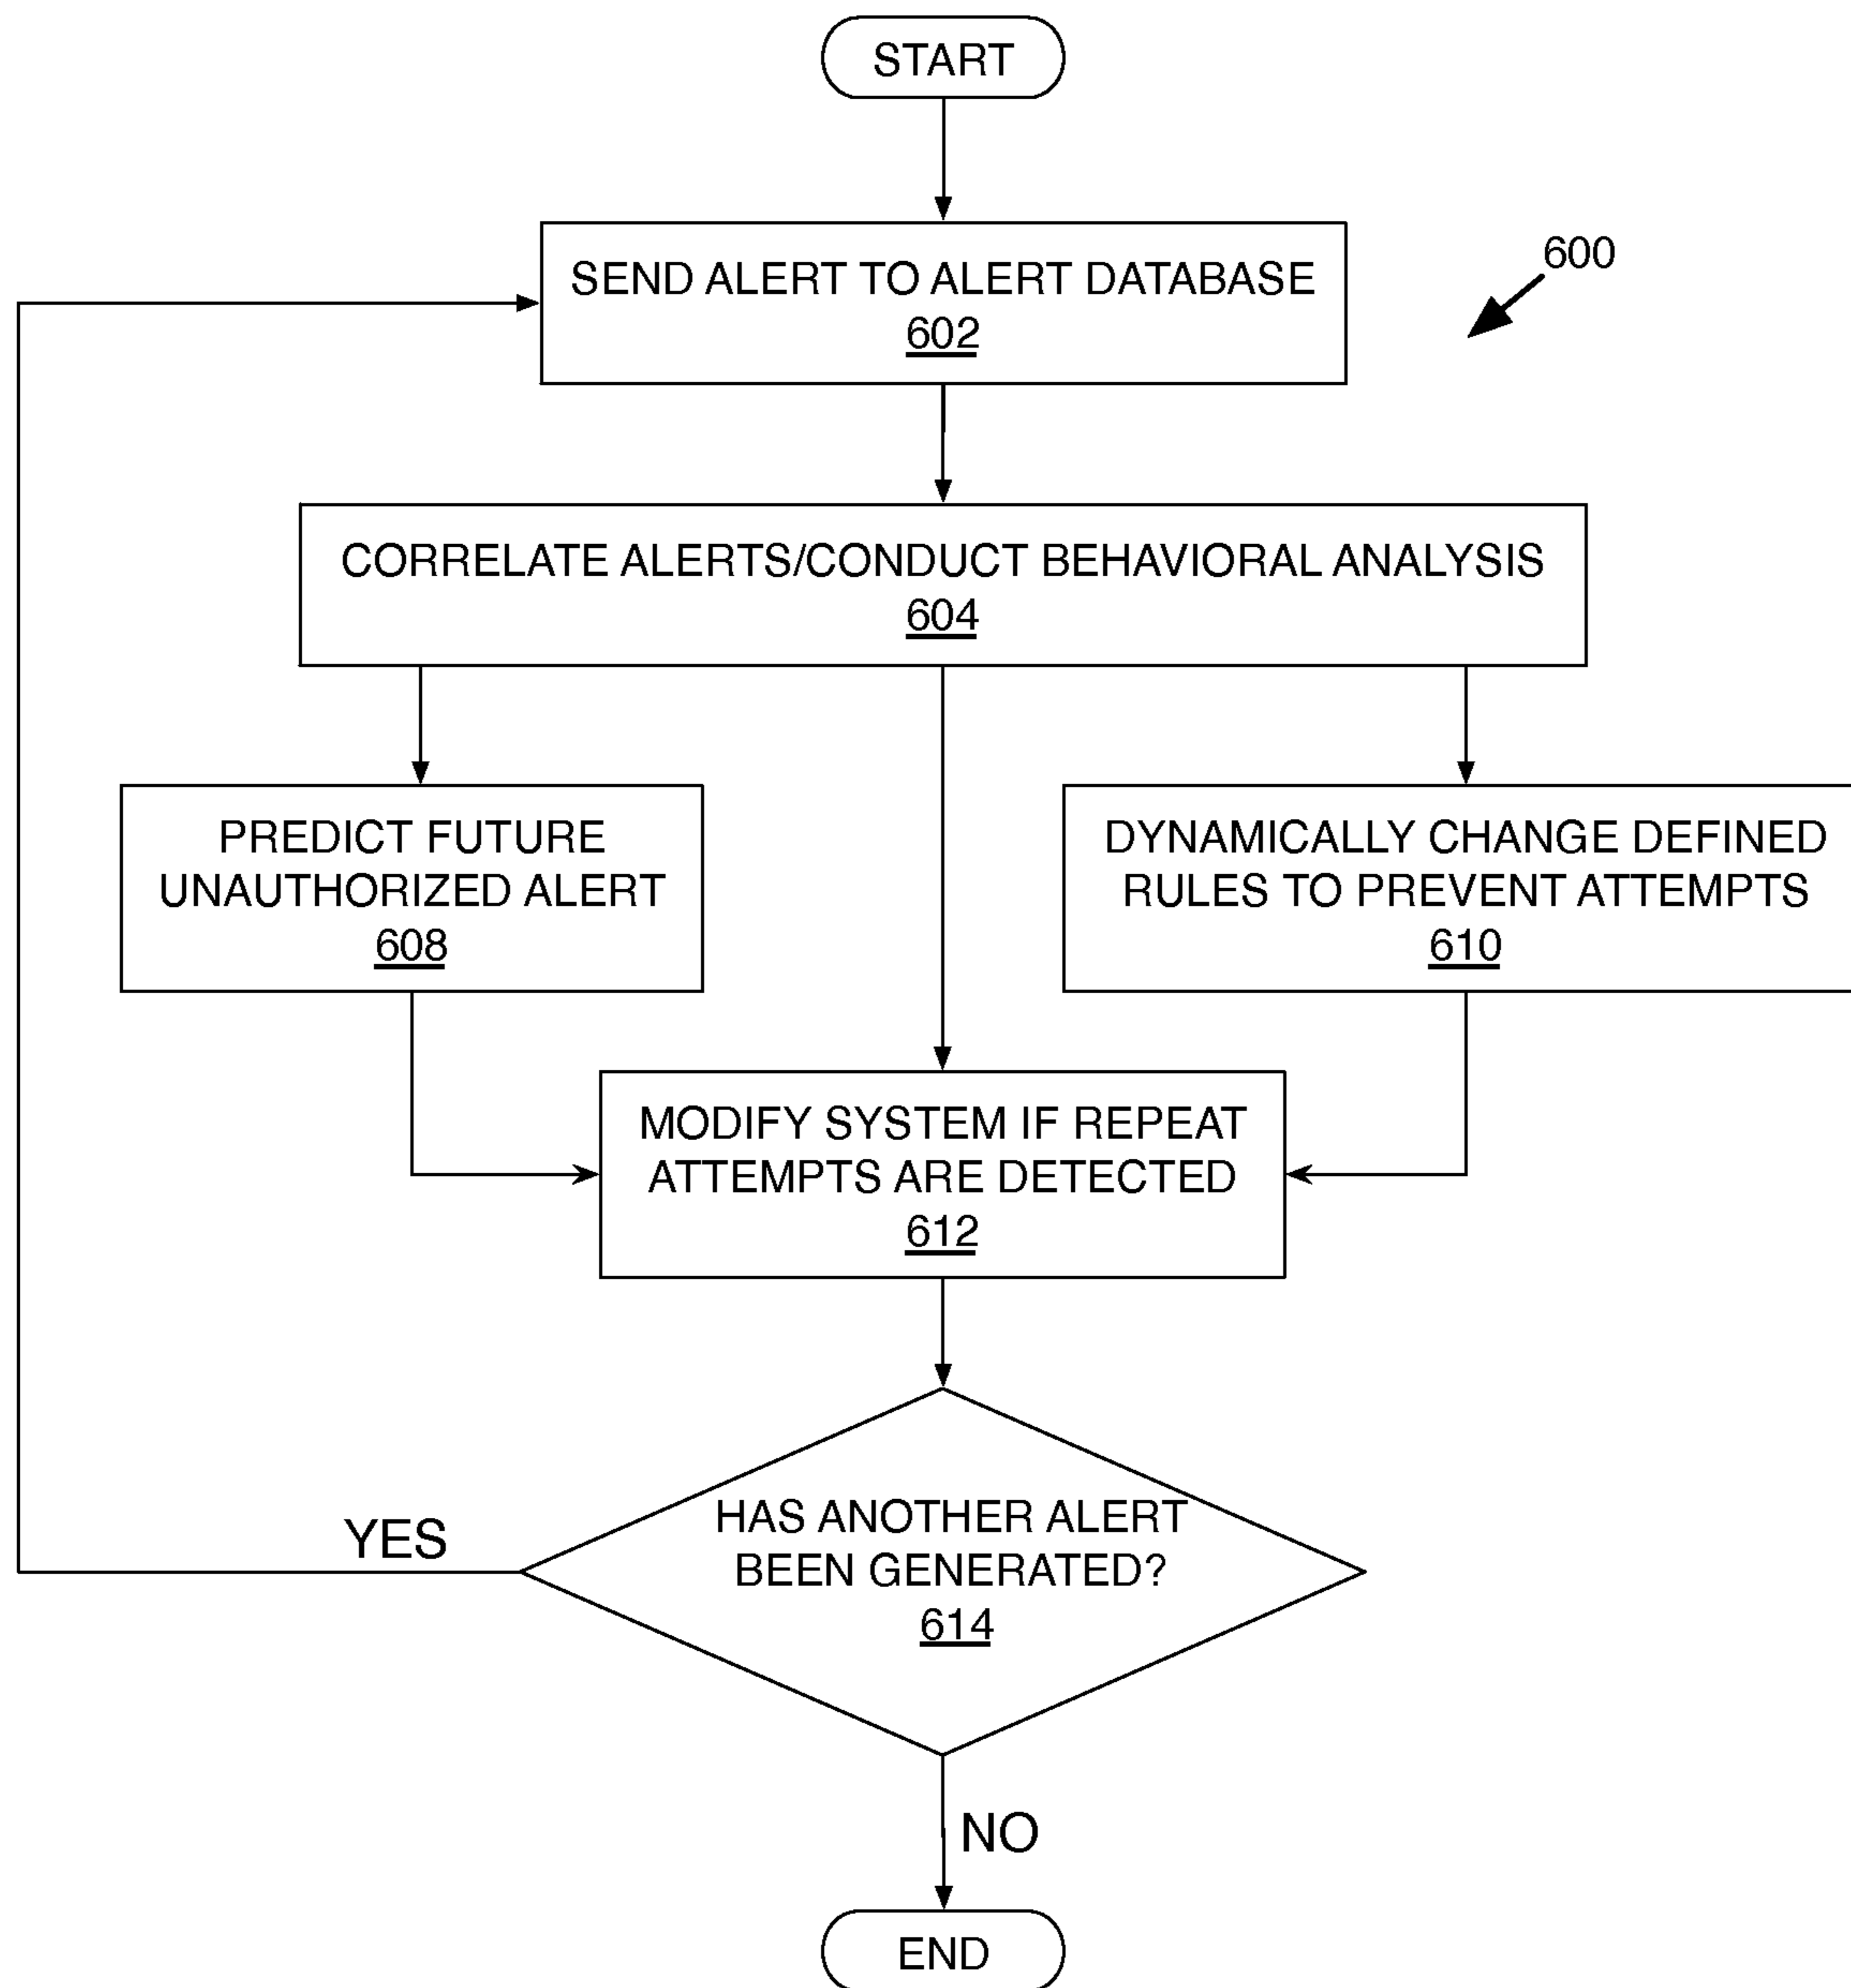 START
600
SEND ALERT TO ALERT DATABASE
602
CORRELATE ALERTS/CONDUCT BEHAVIORAL ANALYSIS
604
PREDICT FUTURE
UNAUTHORIZED ALERT
608
DYNAMICALLY CHANGE DEFINED
RULES TO PREVENT ATTEMPTS
610
MODIFY SYSTEM IF REPEAT
ATTEMPTS ARE DETECTED
612
HAS ANOTHER ALERT
BEEN GENERATED?
614
YES
NO
END